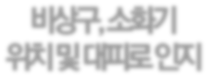 비상구, 소화기
위치 및 대피로 인지